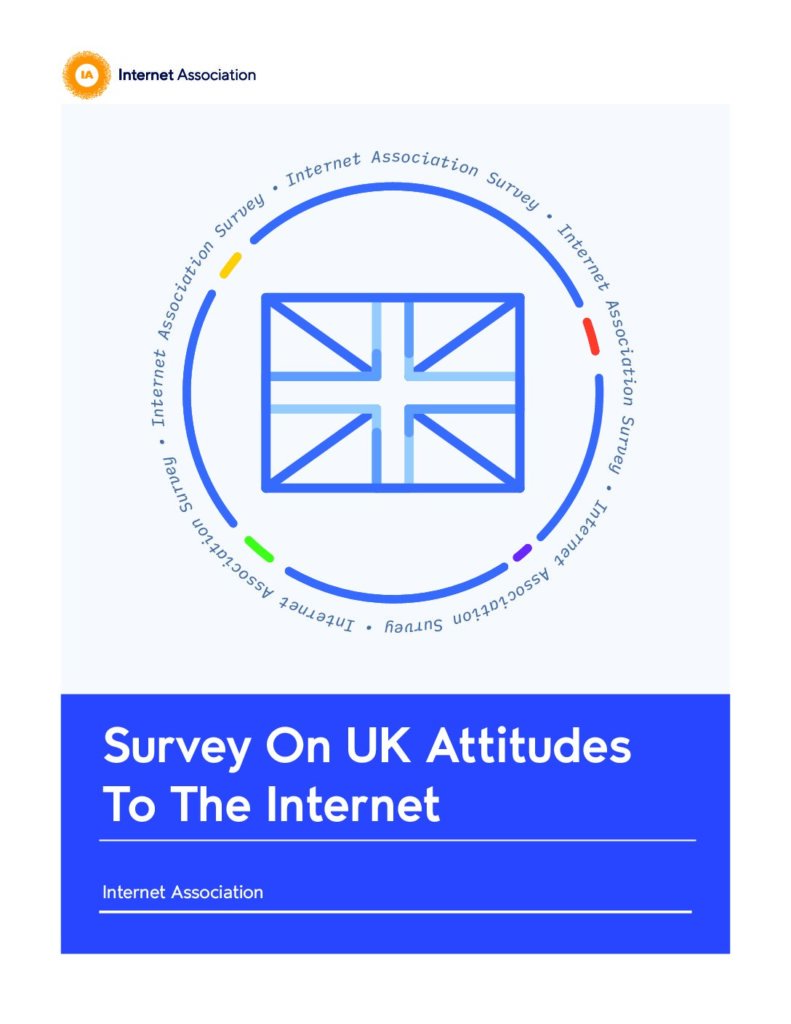 IA
Internet Association
Internet Association Survey • Internet Association Survey • Internet Association Survey • Internet Association Survey • Internet Association Survey •
Survey On UK Attitudes
To The Internet
Internet Association